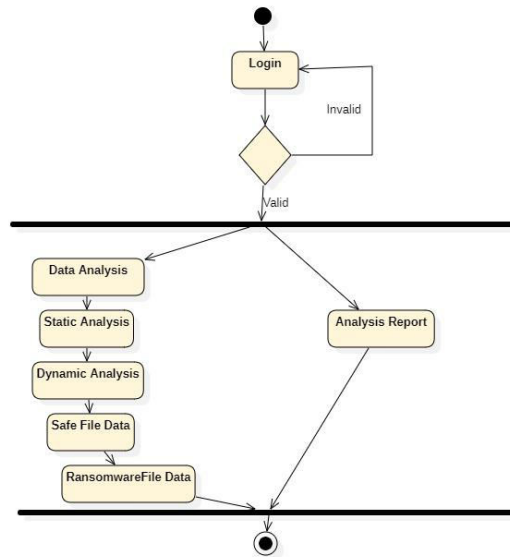 Login
Invalid
Valid
Data Analysis
Static Analysis
Analysis Report
Dynamic Analysis
Safe File Data
RansomwareFile Data